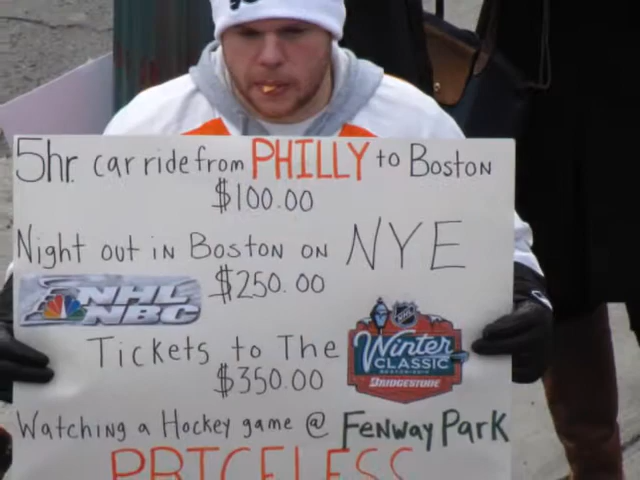 5hr. car ride from PHILLY to BOSTON
$100.00
Night out in Boston on NYE
$250.00
NHL
NBC
Tickets to The
Winter
CLASSIC
BRIDGESTONE
$350.00
Watching a Hockey game @ FENWAY PARK
PRICELESS